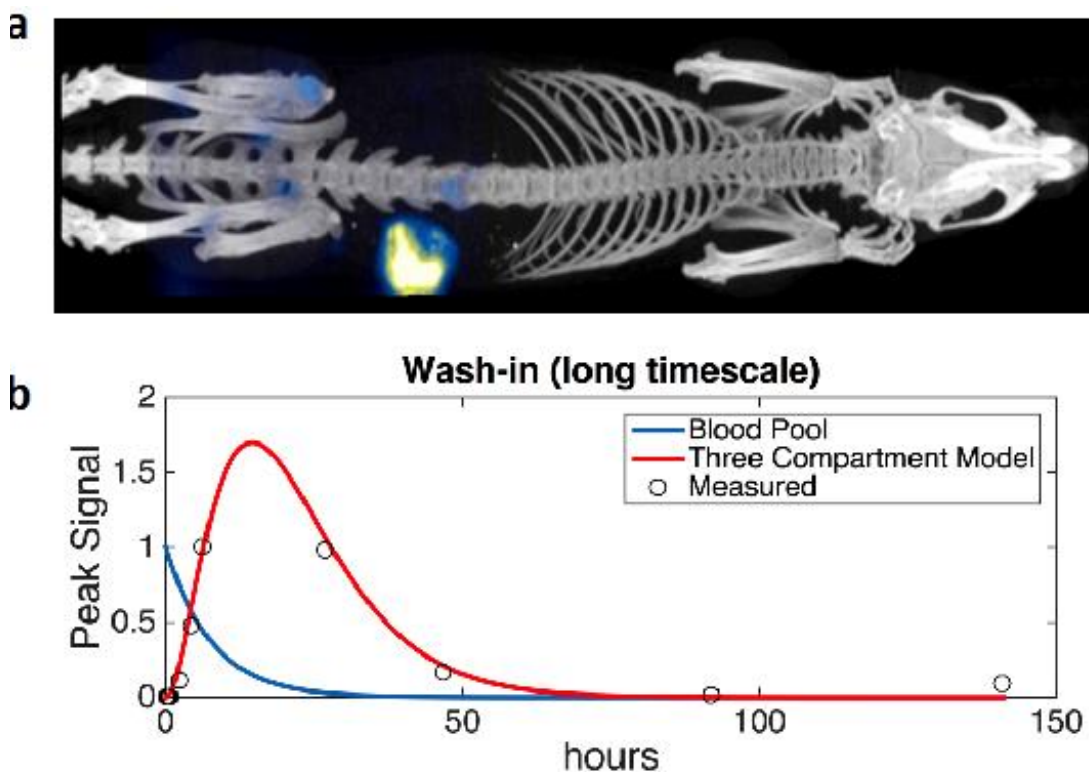 a
b
Wash-in (long timescale)
2
1.5
1
0.5
0
Peak Signal
Blood Pool
Three Compartment Model
Measured
0
50
100
150
hours